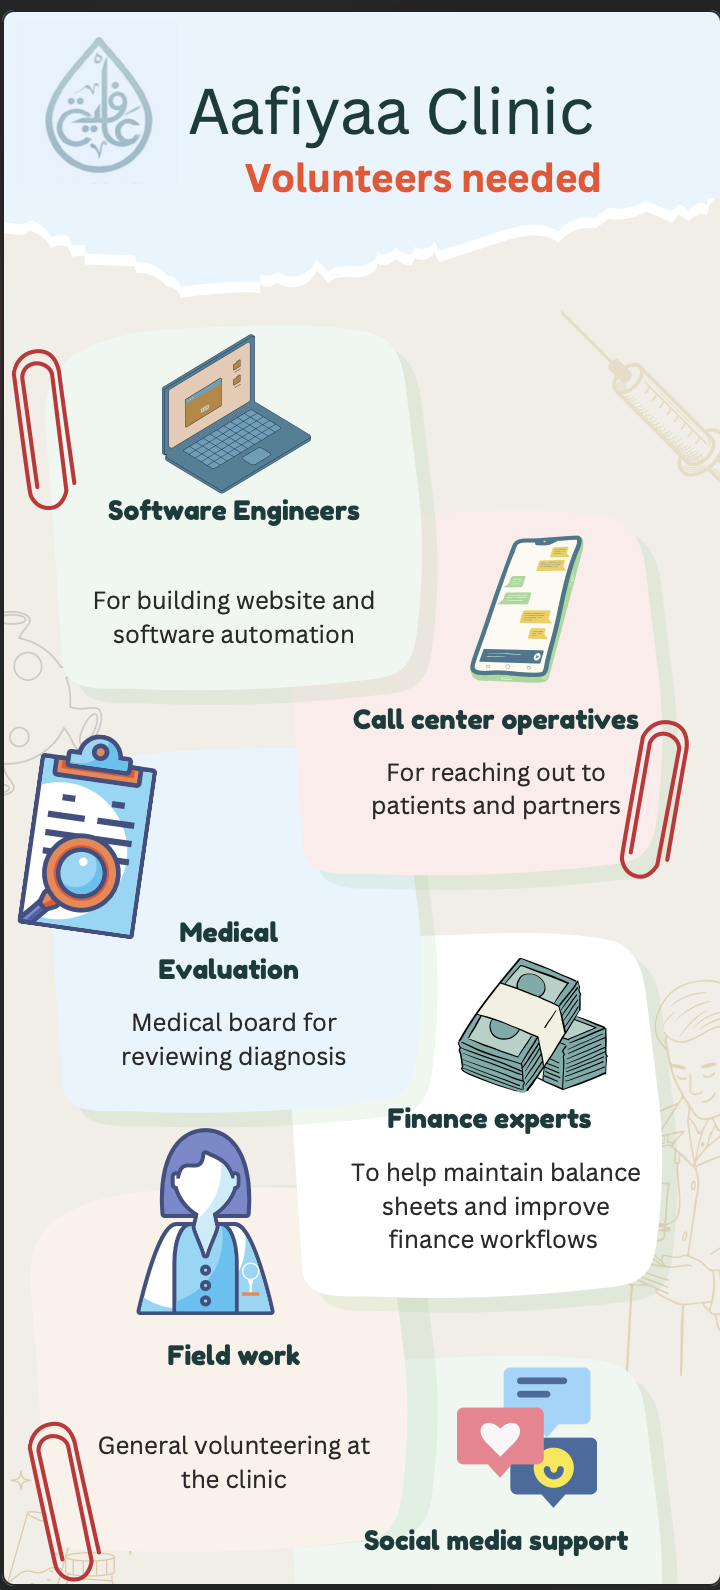 عافية
Aafiyaa Clinic
Volunteers needed
Software Engineers
For building website and
software automation
Call center operatives
For reaching out to
patients and partners
Medical
Evaluation
Medical board for
reviewing diagnosis
Finance experts
To help maintain balance
sheets and improve
finance workflows
Field work
General volunteering at
the clinic
Social media support